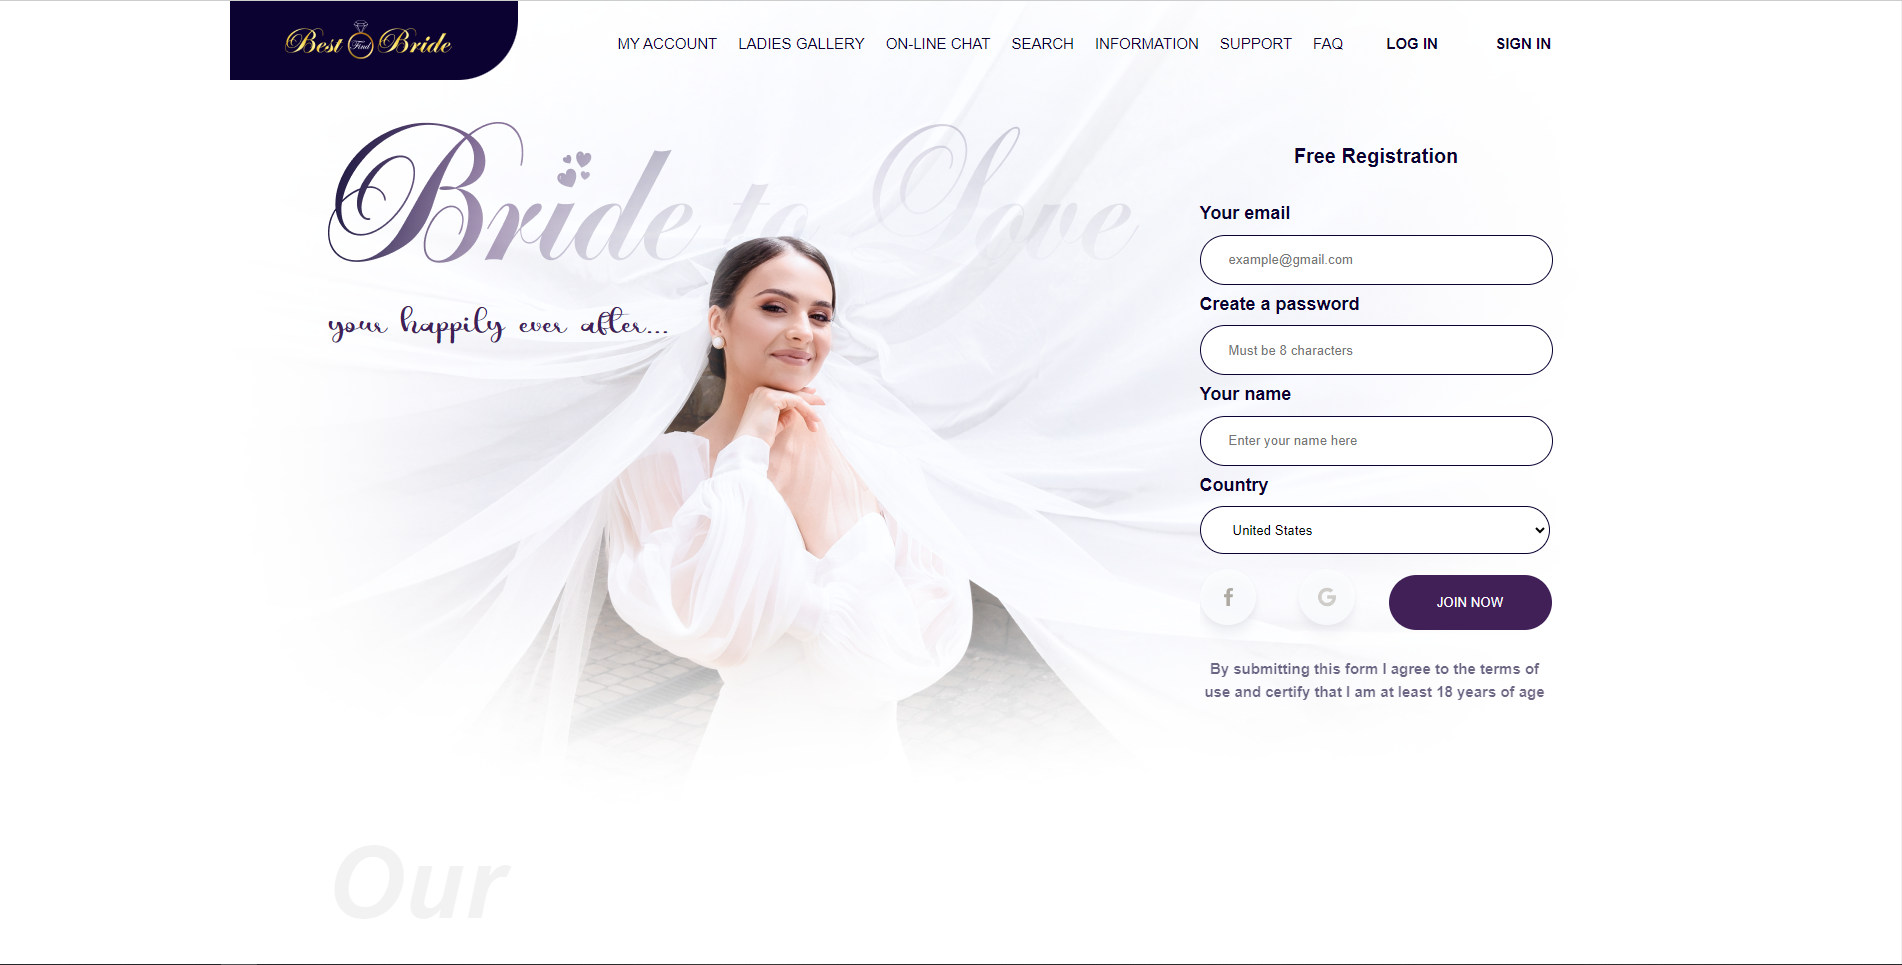 Best Find Bride
MY ACCOUNT LADIES GALLERY ON-LINE CHAT SEARCH INFORMATION SUPPORT FAQ LOG IN SIGN IN
Bride to Love
your happily ever after...
Free Registration
Your email
example@gmail.com
Create a password
Must be 8 characters
Your name
Enter your name here
Country
United States
f G JOIN NOW
By submitting this form I agree to the terms of
use and certify that I am at least 18 years of age
Our